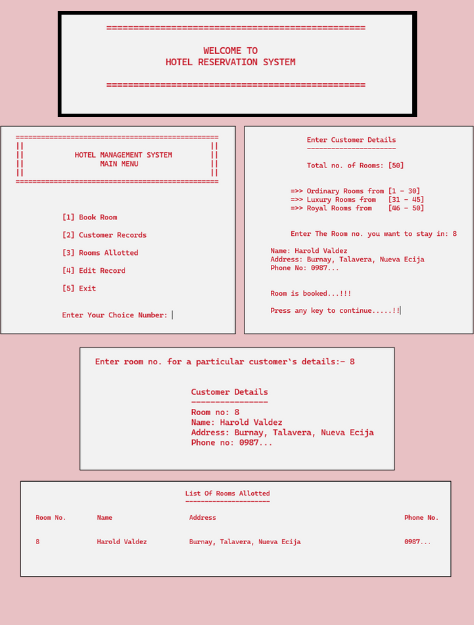 ==================================================
WELCOME TO
HOTEL RESERVATION SYSTEM
==================================================
==================================================
|| ||
|| HOTEL MANAGEMENT SYSTEM ||
|| MAIN MENU ||
|| ||
==================================================
[1] Book Room
[2] Customer Records
[3] Rooms Allotted
[4] Edit Record
[5] Exit
Enter Your Choice Number:
Enter Customer Details
----------------------
Total no. of Rooms: [50]
=>> Ordinary Rooms from [1 - 30]
=>> Luxury Rooms from [31 - 45]
=>> Royal Rooms from [46 - 50]
Enter The Room no. you want to stay in: 8
Name: Harold Valdez
Address: Burnay, Talavera, Nueva Ecija
Phone No: 0987...
Room is booked...!!!
Press any key to continue.....!!
Enter room no. for a particular customer's details:- 8
Customer Details
----------------
Room no: 8
Name: Harold Valdez
Address: Burnay, Talavera, Nueva Ecija
Phone no: 0987...
List Of Rooms Allotted
----------------------
Room No. Name Address Phone No.
8 Harold Valdez Burnay, Talavera, Nueva Ecija 0987...